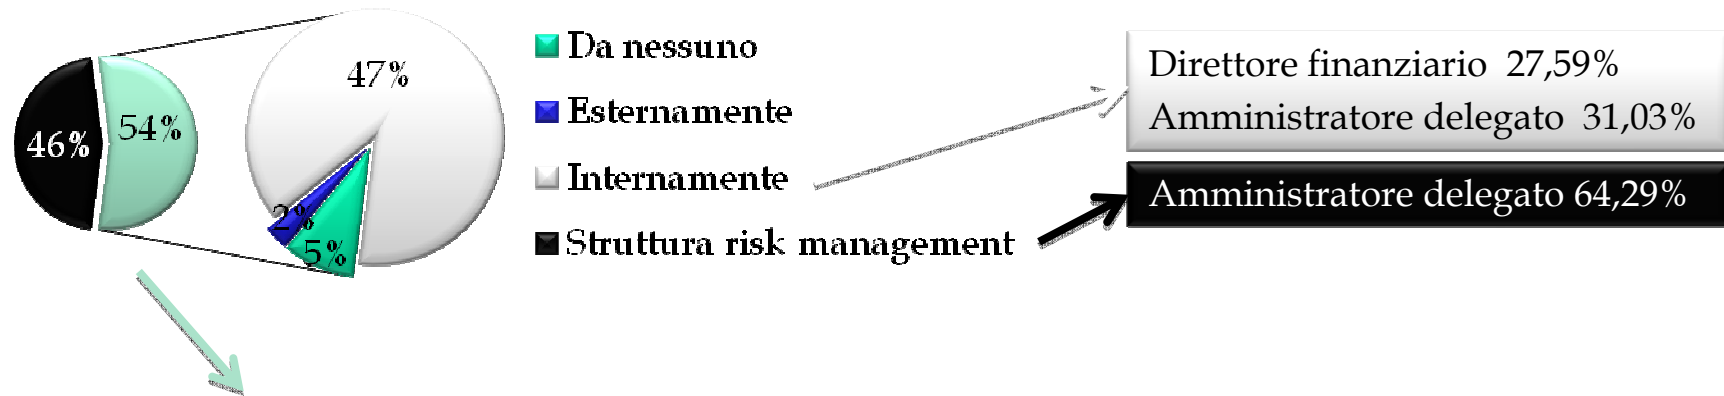 46%
54%
47%
2%
5%
Da nessuno
Esternamente
Internamente
Struttura risk management
Direttore finanziario 27,59%
Amministratore delegato 31,03%
Amministratore delegato 64,29%